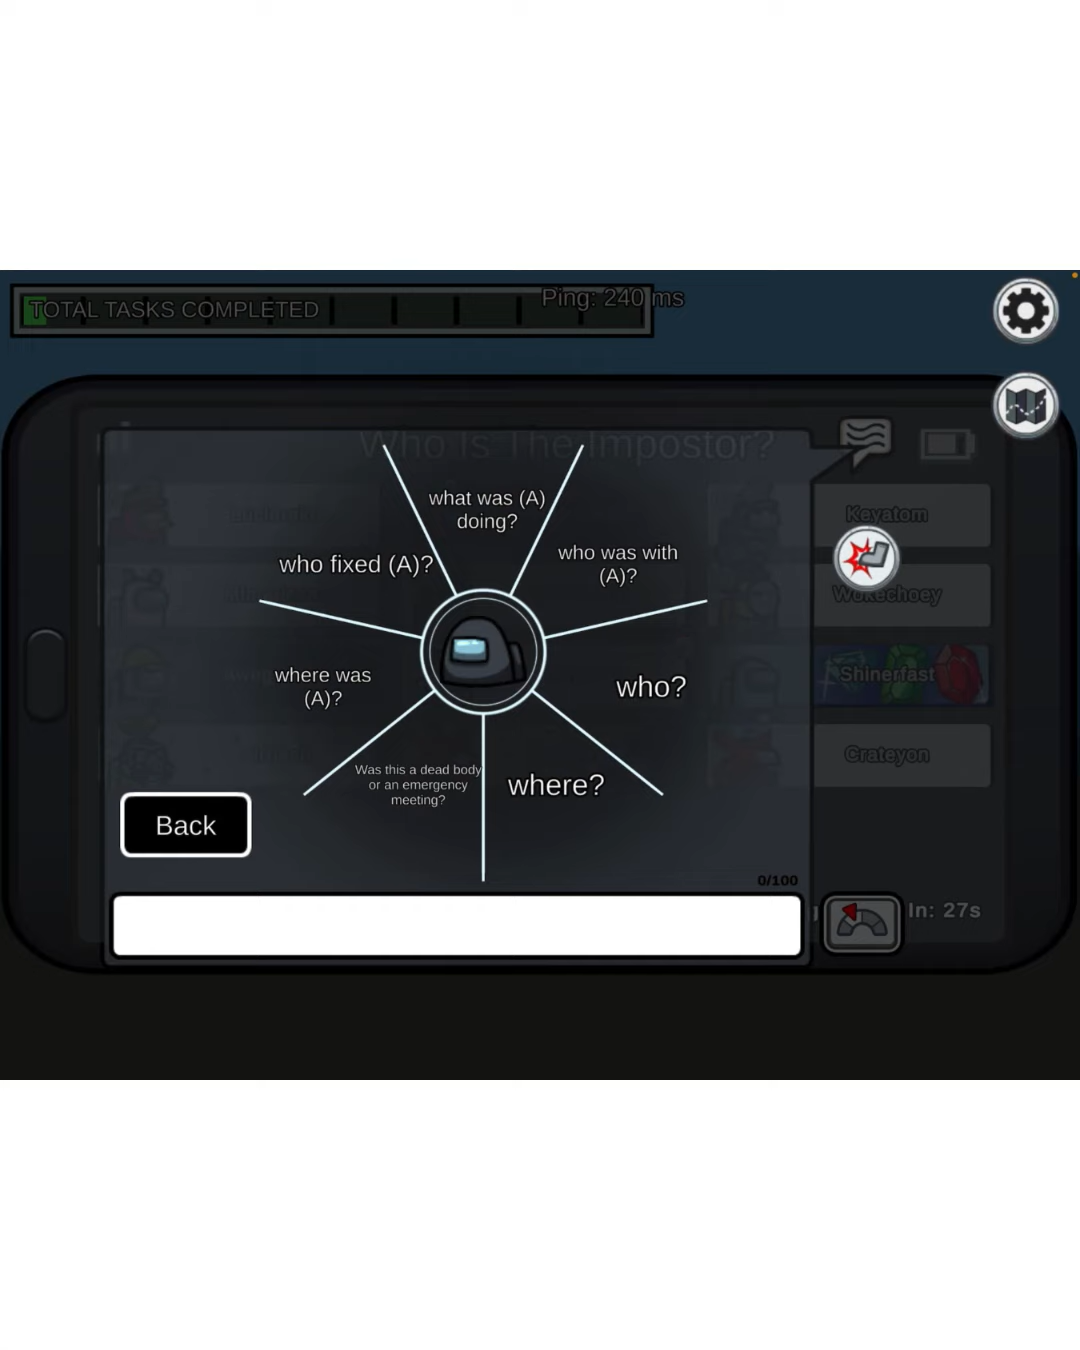 TOTAL TASKS COMPLETED
Ping: 240 ms
Who Is The Impostor?
what was (A)
doing?
who fixed (A)?
who was with
(A)?
where was
(A)?
who?
Was this a dead body
or an emergency
meeting?
where?
Keyatom
Wokechoey
Shinerfast
Crateyon
Back
0/100
In: 27s